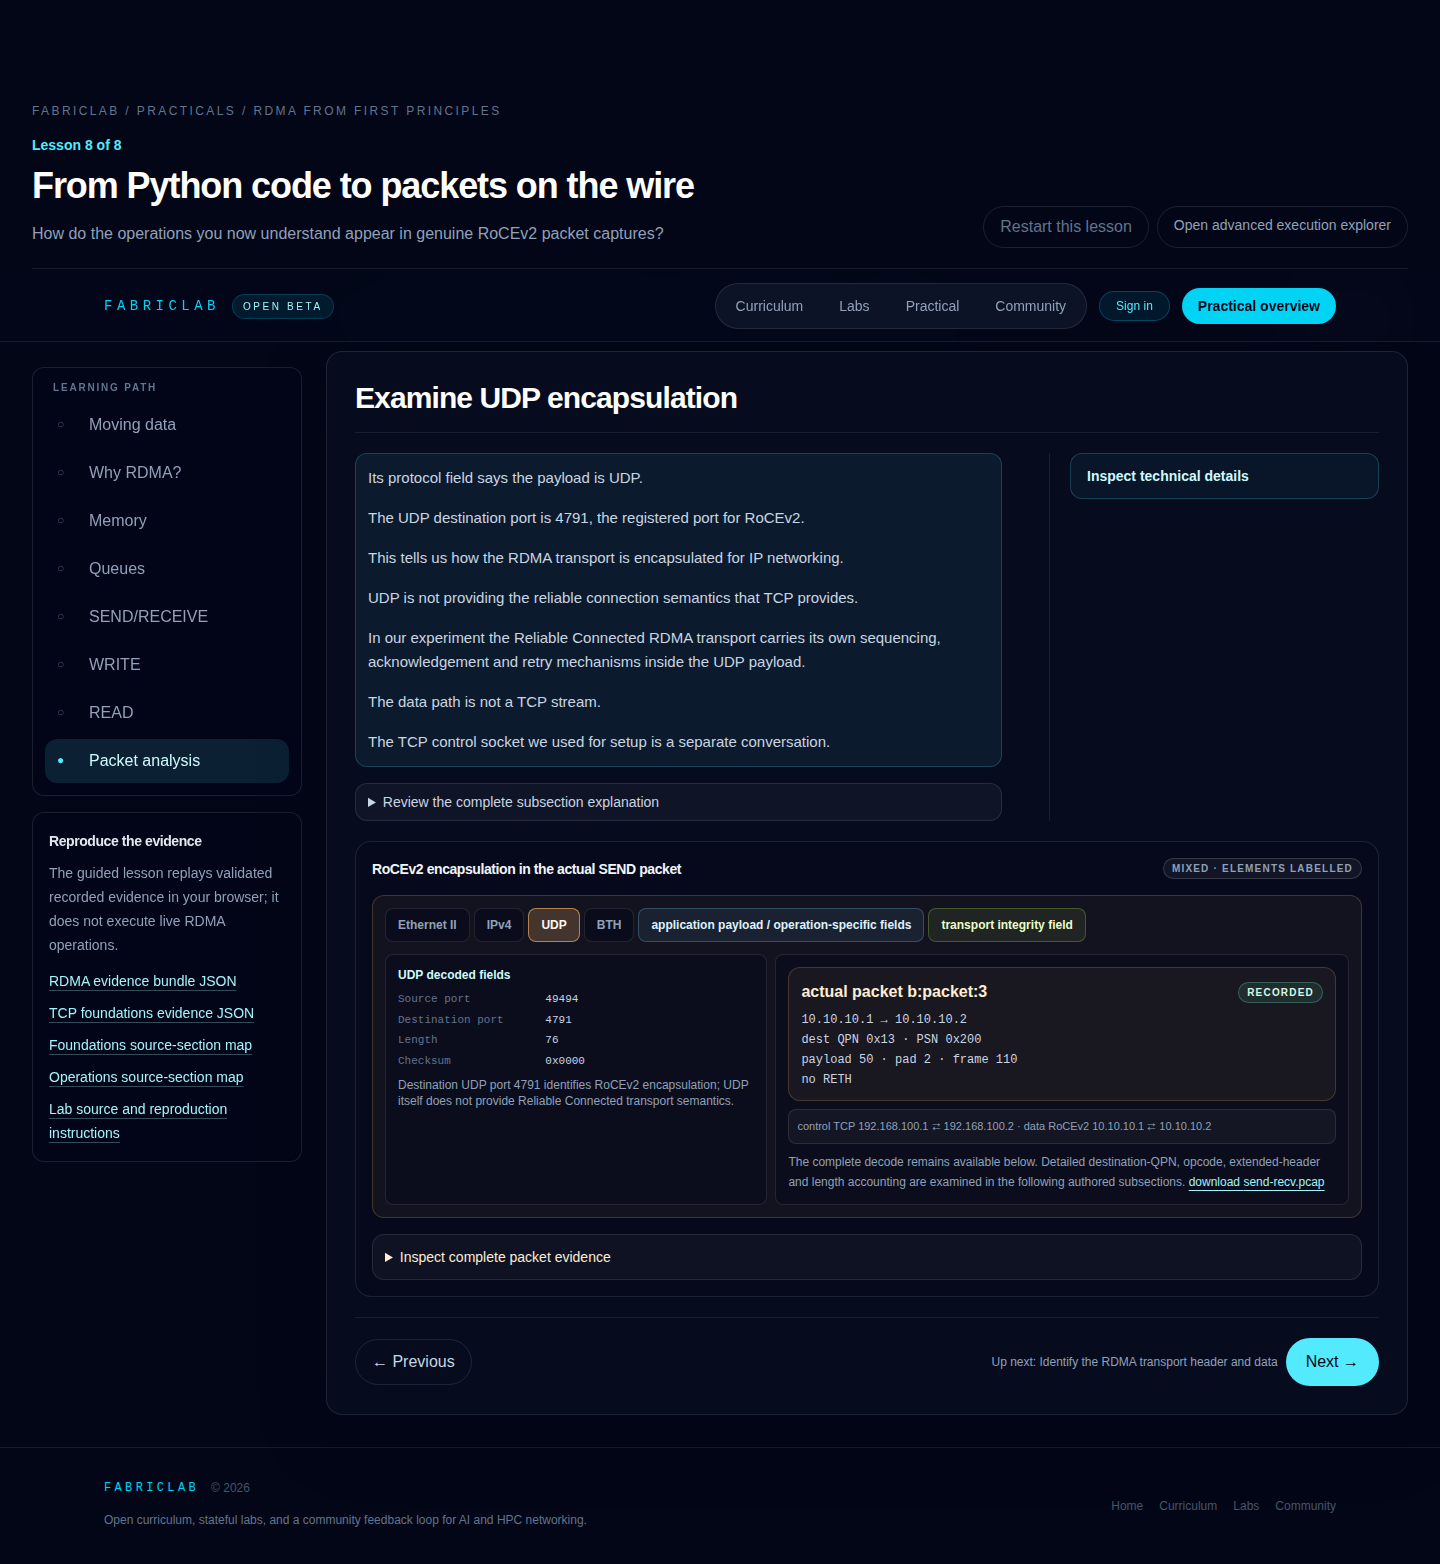 FABRICLAB / PRACTICALS / RDMA FROM FIRST PRINCIPLES
Lesson 8 of 8
From Python code to packets on the wire
How do the operations you now understand appear in genuine RoCEv2 packet captures?
Restart this lesson
Open advanced execution explorer
FABRICLAB
OPEN BETA
Curriculum
Labs
Practical
Community
Sign in
Practical overview
LEARNING PATH
○ Moving data
○ Why RDMA?
○ Memory
○ Queues
○ SEND/RECEIVE
○ WRITE
○ READ
● Packet analysis
Reproduce the evidence
The guided lesson replays validated
recorded evidence in your browser; it
does not execute live RDMA
operations.
RDMA evidence bundle JSON
TCP foundations evidence JSON
Foundations source-section map
Operations source-section map
Lab source and reproduction
instructions
Examine UDP encapsulation
Its protocol field says the payload is UDP.
The UDP destination port is 4791, the registered port for RoCEv2.
This tells us how the RDMA transport is encapsulated for IP networking.
UDP is not providing the reliable connection semantics that TCP provides.
In our experiment the Reliable Connected RDMA transport carries its own sequencing,
acknowledgement and retry mechanisms inside the UDP payload.
The data path is not a TCP stream.
The TCP control socket we used for setup is a separate conversation.
Inspect technical details
▶ Review the complete subsection explanation
RoCEv2 encapsulation in the actual SEND packet
MIXED · ELEMENTS LABELLED
Ethernet II
IPv4
UDP
BTH
application payload / operation-specific fields
transport integrity field
UDP decoded fields
Source port 49494
Destination port 4791
Length 76
Checksum 0x0000
Destination UDP port 4791 identifies RoCEv2 encapsulation; UDP
itself does not provide Reliable Connected transport semantics.
actual packet b:packet:3
RECORDED
10.10.10.1 → 10.10.10.2
dest QPN 0x13 · PSN 0x200
payload 50 · pad 2 · frame 110
no RETH
control TCP 192.168.100.1 ⇄ 192.168.100.2 · data RoCEv2 10.10.10.1 ⇄ 10.10.10.2
The complete decode remains available below. Detailed destination-QPN, opcode, extended-header
and length accounting are examined in the following authored subsections. download send-recv.pcap
▶ Inspect complete packet evidence
← Previous
Up next: Identify the RDMA transport header and data
Next →
FABRICLAB © 2026
Open curriculum, stateful labs, and a community feedback loop for AI and HPC networking.
Home
Curriculum
Labs
Community